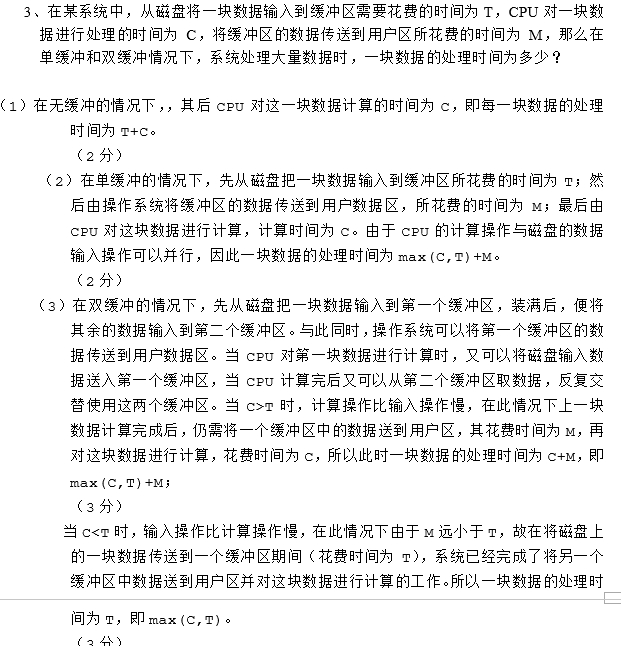 3、在某系统中，从磁盘将一块数据输入到缓冲区需要花费的时间为 T，CPU 对一块数
据进行处理的时间为 C，将缓冲区的数据传送到用户区所花费的时间为 M，那么在
单缓冲和双缓冲情况下，系统处理大量数据时，一块数据的处理时间为多少？
（1）在无缓冲的情况下，，其后 CPU 对这一块数据计算的时间为 C，即每一块数据的处理
时间为 T+C。
（2 分）
（2）在单缓冲的情况下，先从磁盘把一块数据输入到缓冲区所花费的时间为 T；然
后由操作系统将缓冲区的数据传送到用户数据区，所花费的时间为 M；最后由
CPU 对这块数据进行计算，计算时间为 C。由于 CPU 的计算操作与磁盘的数据
输入操作可以并行，因此一块数据的处理时间为 max(C,T)+M。
（2 分）
（3）在双缓冲的情况下，先从磁盘把一块数据输入到第一个缓冲区，装满后，便将
其余的数据输入到第二个缓冲区。与此同时，操作系统可以将第一个缓冲区的数
据传送到用户数据区。当 CPU 对第一块数据进行计算时，又可以将磁盘输入数
据送入第一个缓冲区，当 CPU 计算完后又可以从第二个缓冲区取数据，反复交
替使用这两个缓冲区。当 C>T 时，计算操作比输入操作慢，在此情况下上一块
数据计算完成后，仍需将一个缓冲区中的数据送到用户区，其花费时间为 M，再
对这块数据进行计算，花费时间为 C，所以此时一块数据的处理时间为 C+M，即
max(C,T)+M；
（3 分）
当 C<T 时，输入操作比计算操作慢，在此情况下由于 M 远小于 T，故在将磁盘上
的一块数据传送到一个缓冲区期间（花费时间为 T），系统已经完成了将另一个
缓冲区中数据送到用户区并对这块数据进行计算的工作。所以一块数据的处理时
间为 T，即 max(C,T)。
（3 分）